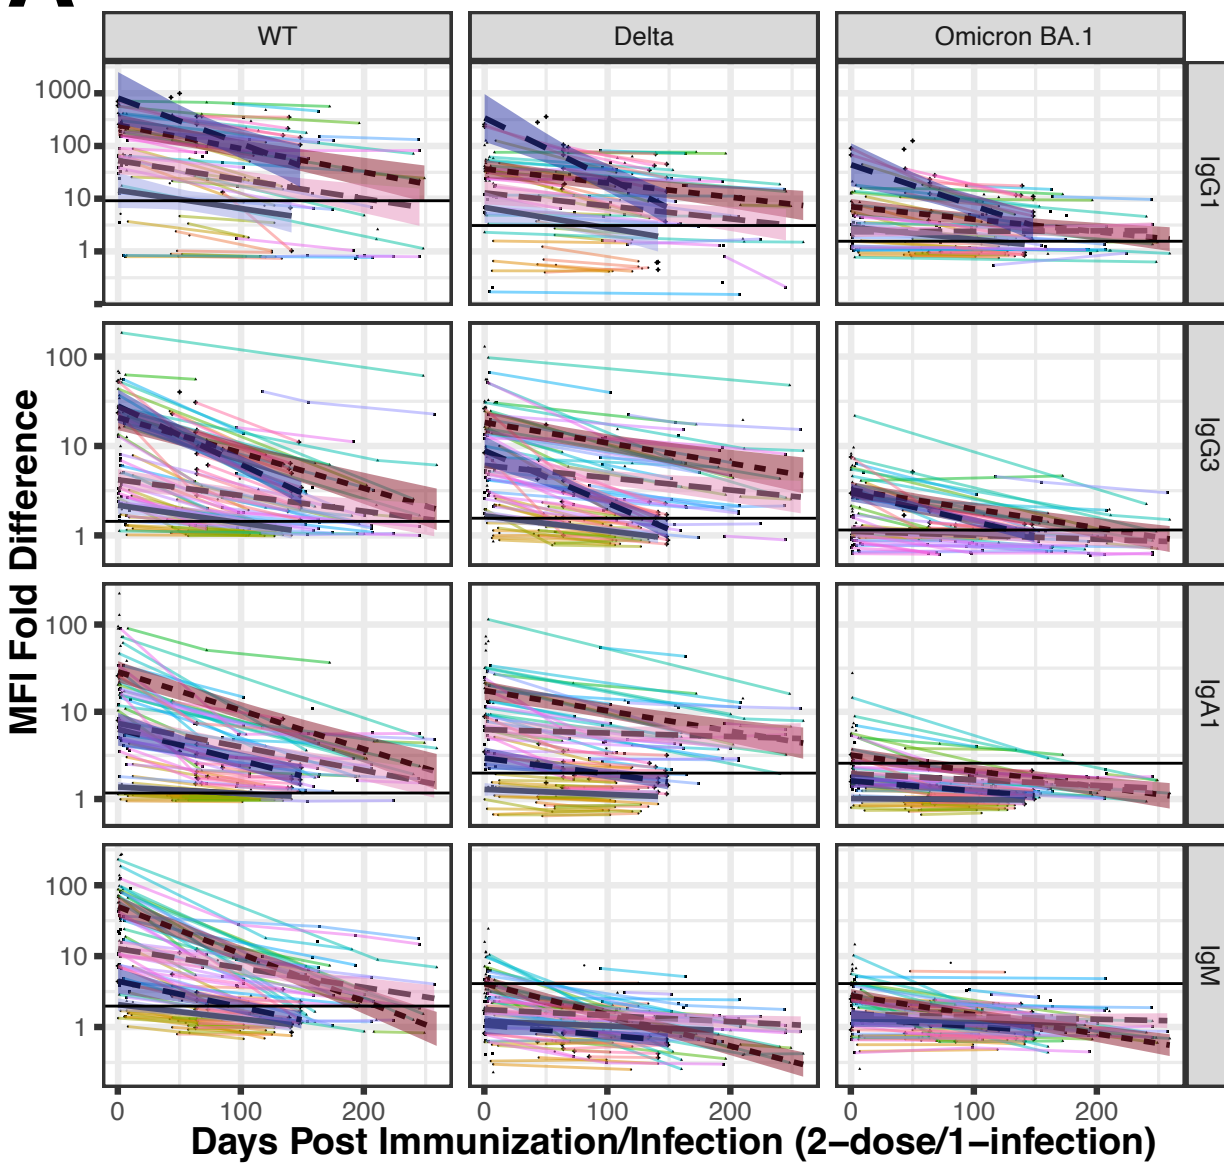 A
WT Delta Omicron BA.1
1000
100
10
1
IgG1
100
10
1
IgG3
100
10
1
IgA1
100
10
1
IgM
MFI Fold Difference
0 100 200 0 100 200 0 100 200
Days Post Immunization/Infection (2−dose/1−infection)